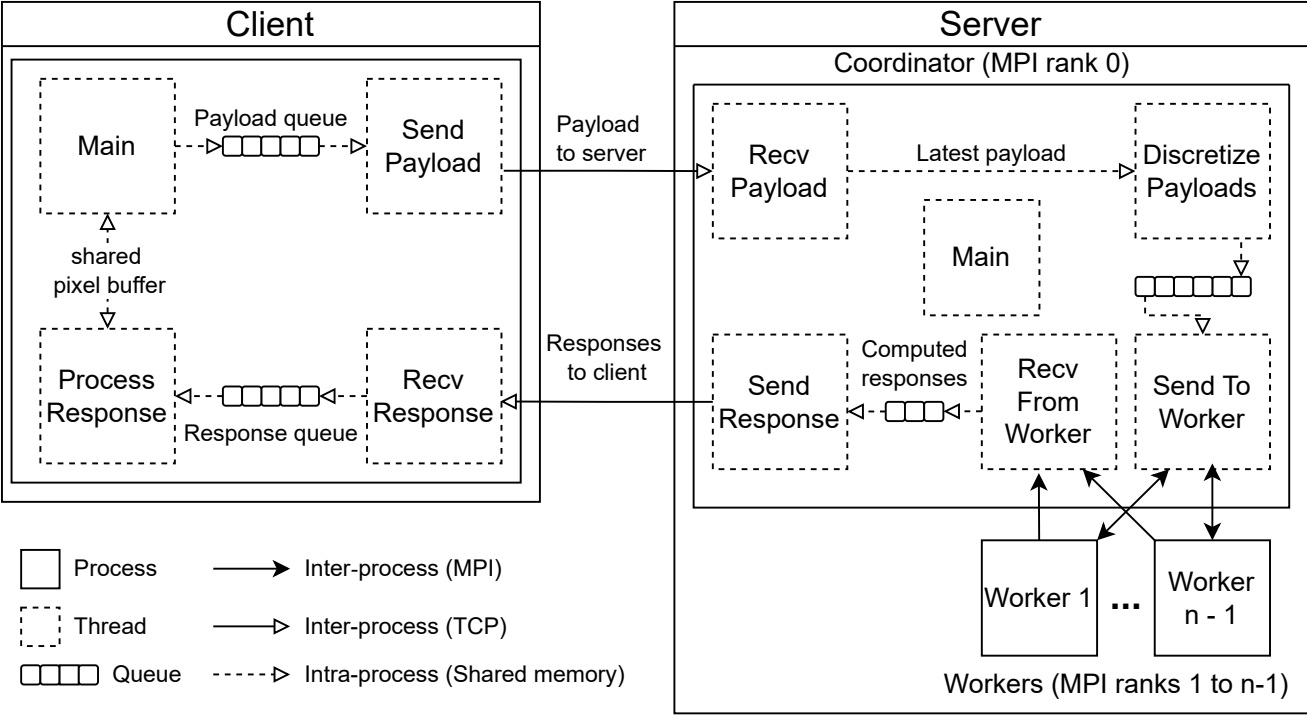 Client
Main
Payload queue
Send
Payload
shared
pixel buffer
Process
Response
Response queue
Recv
Response
Payload
to server
Responses
to client
Server
Coordinator (MPI rank 0)
Recv
Payload
Latest payload
Discretize
Payloads
Main
Send
Response
Computed
responses
Recv
From
Worker
Send To
Worker
Worker 1
...
Worker
n - 1
Workers (MPI ranks 1 to n-1)
Process
Inter-process (MPI)
Thread
Inter-process (TCP)
Queue
Intra-process (Shared memory)